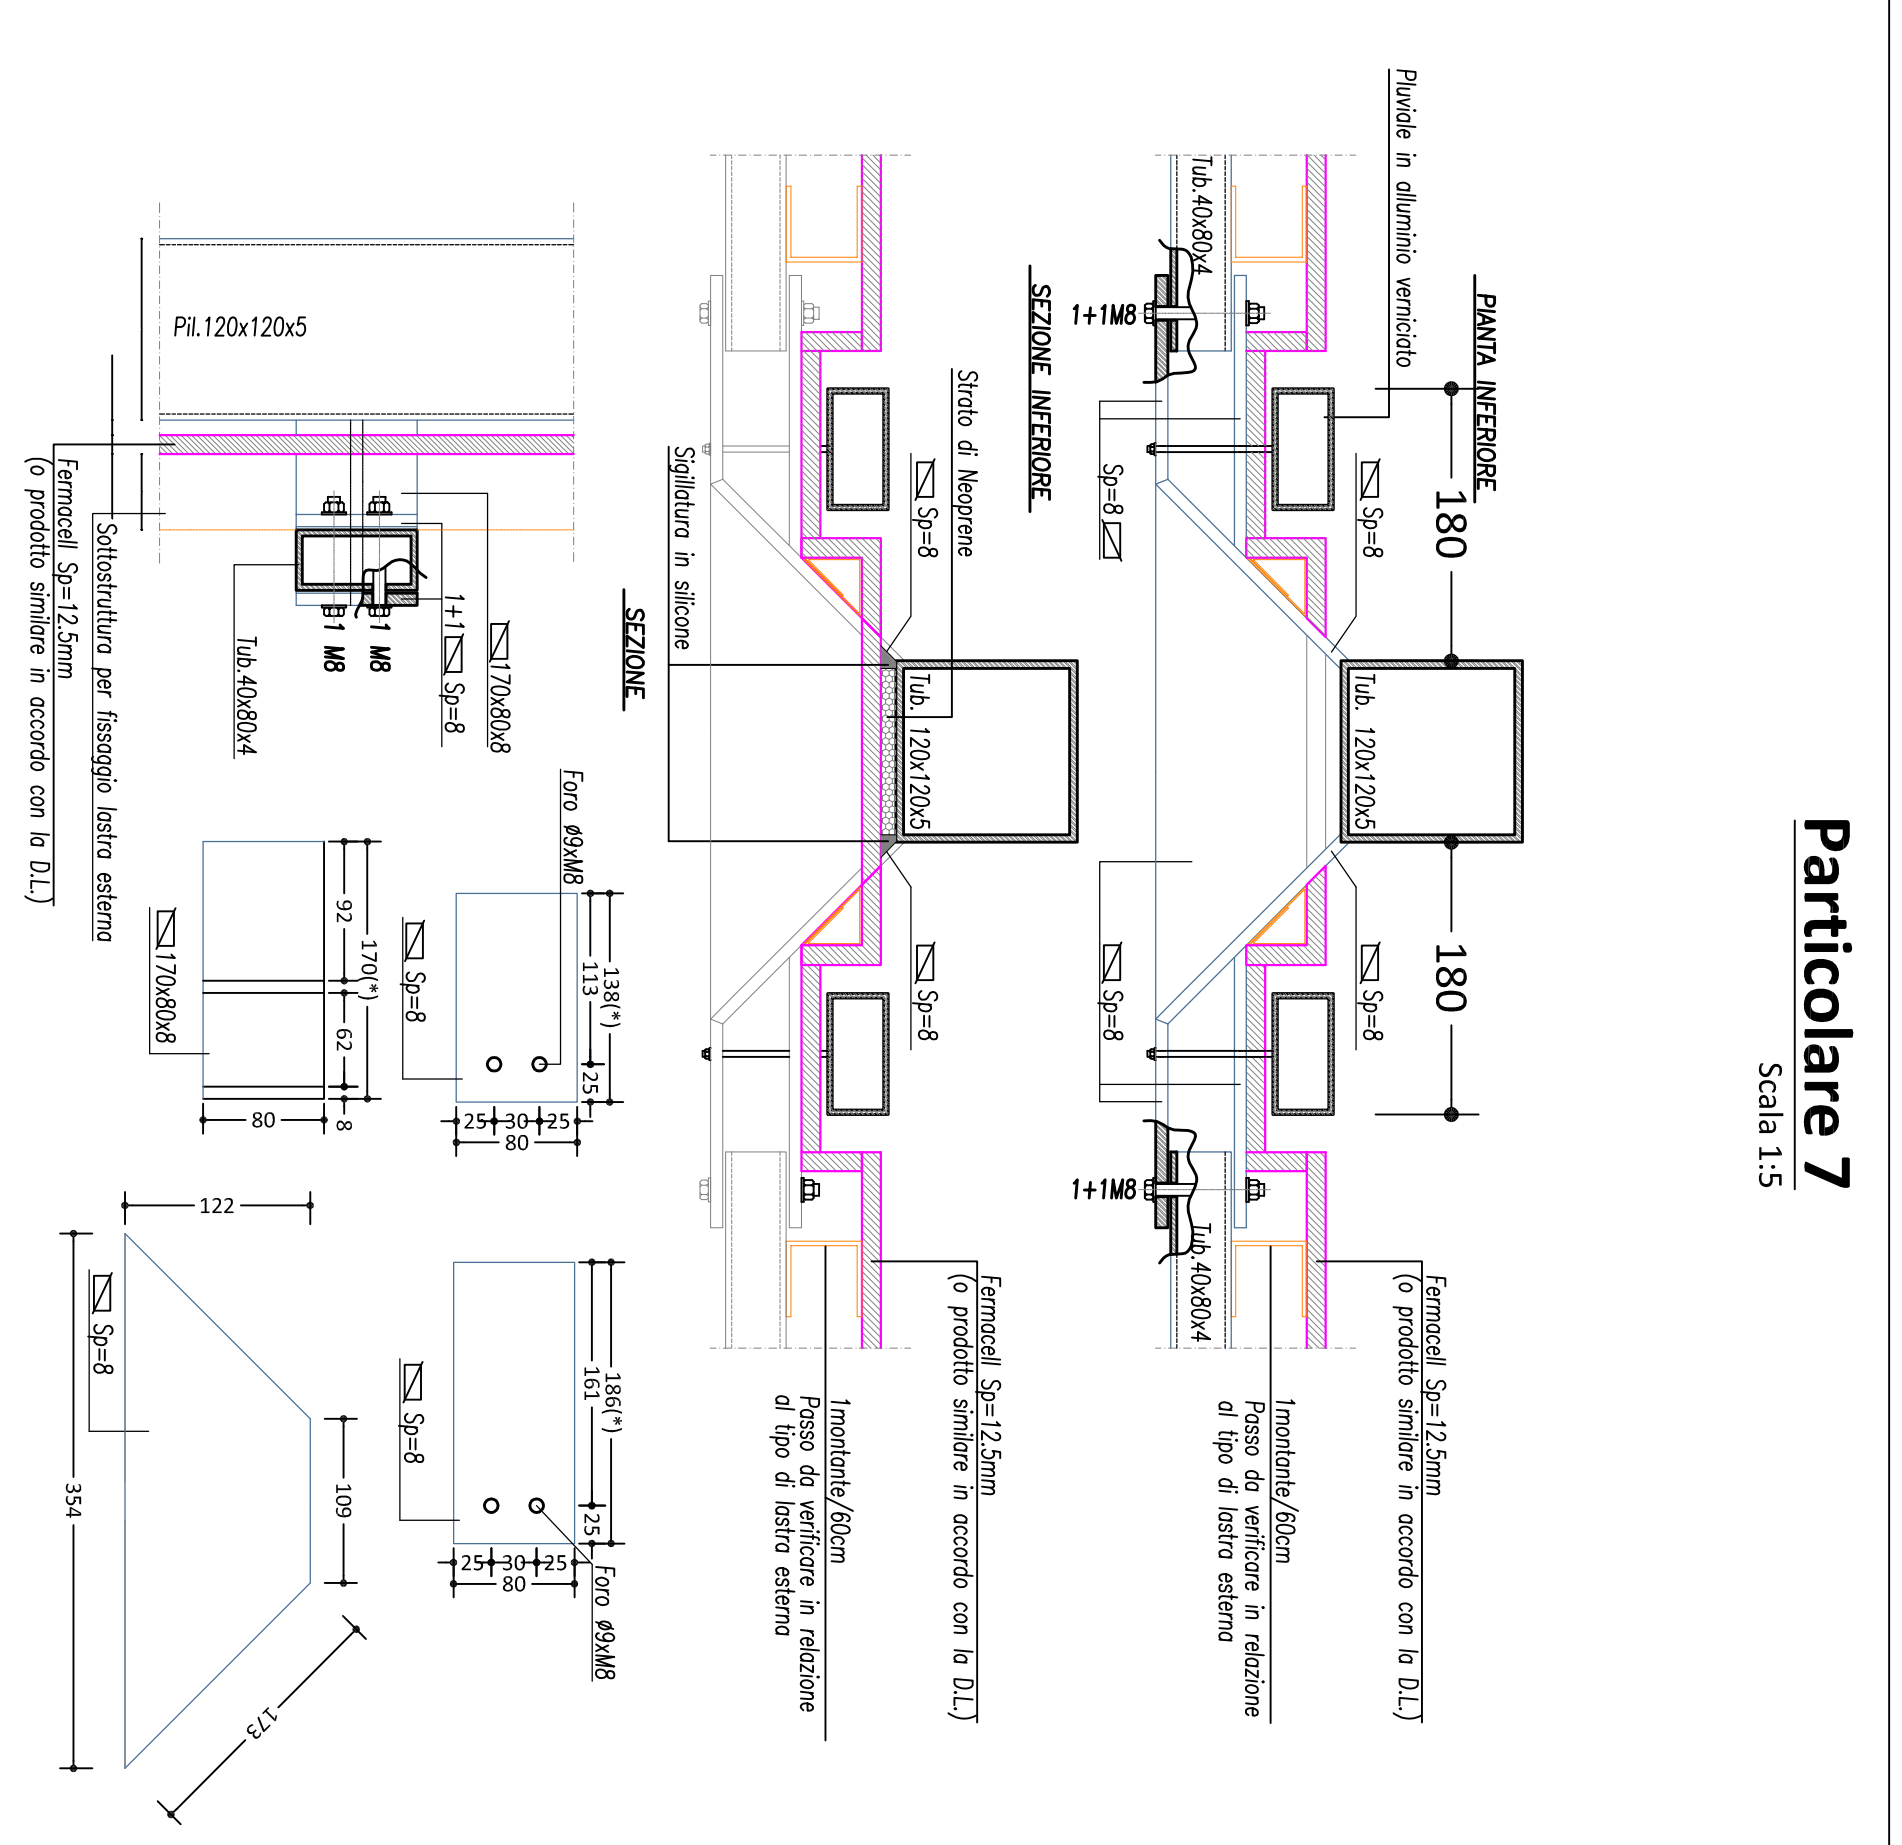 Particolare 7
Scala 1:5
PIANTA INFERIORE
Pluviale in alluminio verniciato
180
180
Sp=8
Sp=8
Tub.40x80x4
Tub. 120x120x5
Tub.40x80x4
1+1M8
Sp=8
Sp=8
1+1M8
Fermacell Sp=12.5mm
(o prodotto similare in accordo con la D.L.)
1montante/60cm
Passo da verificare in relazione
al tipo di lastra esterna
SEZIONE INFERIORE
Strato di Neoprene
Sp=8
Sp=8
Tub. 120x120x5
Sigillatura in silicone
Fermacell Sp=12.5mm
(o prodotto similare in accordo con la D.L.)
1montante/60cm
Passo da verificare in relazione
al tipo di lastra esterna
SEZIONE
Pil.120x120x5
170x80x8
1+1 Sp=8
1 M8
1 M8
Tub.40x80x4
Sottostruttura per fissaggio lastra esterna
Fermacell Sp=12.5mm
(o prodotto similare in accordo con la D.L.)
Foro ø9xM8
138(*)
113
25
25
30
25
80
Sp=8
170(*)
92
62
8
80
170x80x8
186(*)
161
25
25
30
25
80
Foro ø9xM8
Sp=8
122
109
354
173
Sp=8